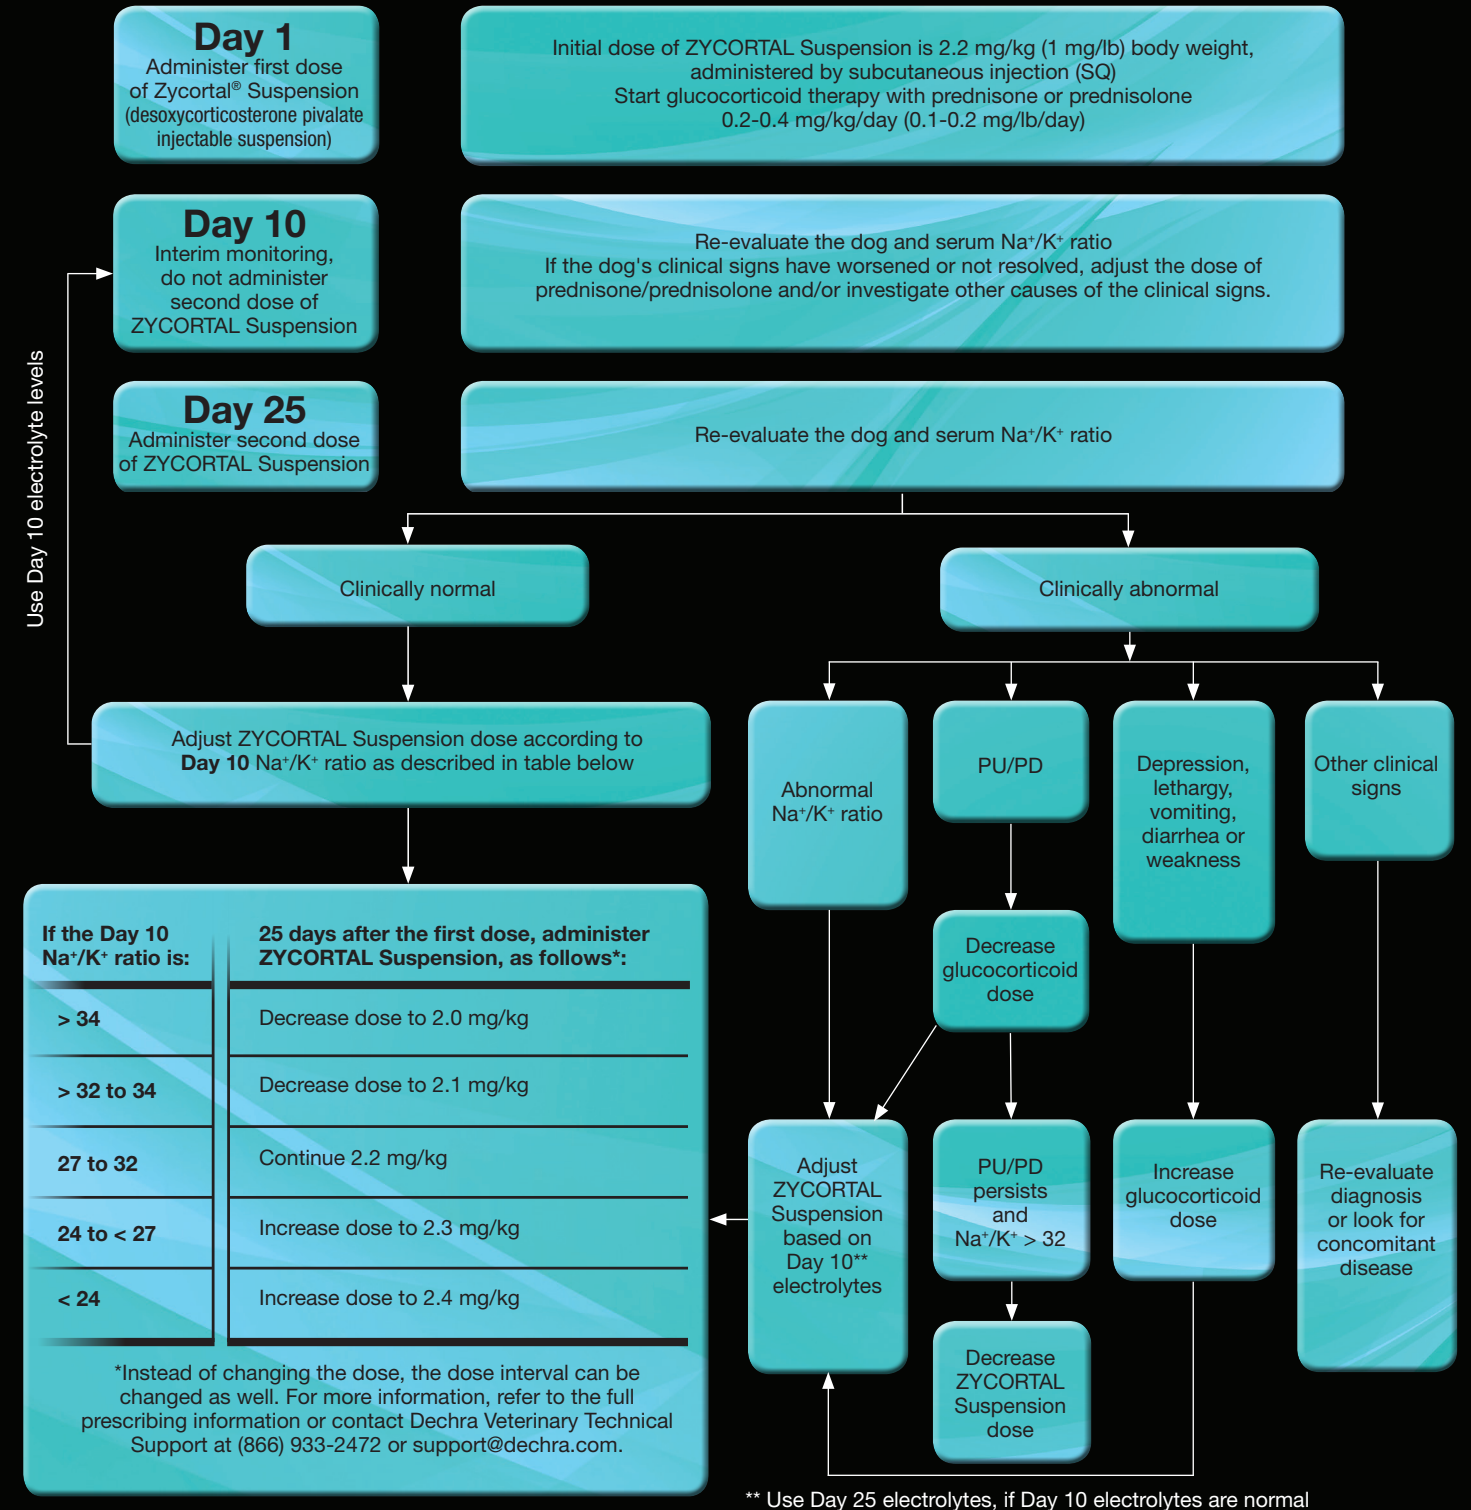 Day 1
Administer first dose
of Zycortal® Suspension
(desoxycorticosterone pivalate
injectable suspension)
Initial dose of ZYCORTAL Suspension is 2.2 mg/kg (1 mg/lb) body weight,
administered by subcutaneous injection (SQ)
Start glucocorticoid therapy with prednisone or prednisolone
0.2-0.4 mg/kg/day (0.1-0.2 mg/lb/day)
Day 10
Interim monitoring,
do not administer
second dose of
ZYCORTAL Suspension
Re-evaluate the dog and serum Na⁺/K⁺ ratio
If the dog's clinical signs have worsened or not resolved, adjust the dose of
prednisone/prednisolone and/or investigate other causes of the clinical signs.
Use Day 10 electrolyte levels
Day 25
Administer second dose
of ZYCORTAL Suspension
Re-evaluate the dog and serum Na⁺/K⁺ ratio
Clinically normal
Clinically abnormal
Adjust ZYCORTAL Suspension dose according to
Day 10 Na⁺/K⁺ ratio as described in table below
Abnormal
Na⁺/K⁺ ratio
PU/PD
Depression,
lethargy,
vomiting,
diarrhea or
weakness
Other clinical
signs
Decrease
glucocorticoid
dose
If the Day 10
Na⁺/K⁺ ratio is:
25 days after the first dose, administer
ZYCORTAL Suspension, as follows*:
> 34
Decrease dose to 2.0 mg/kg
> 32 to 34
Decrease dose to 2.1 mg/kg
27 to 32
Continue 2.2 mg/kg
24 to < 27
Increase dose to 2.3 mg/kg
< 24
Increase dose to 2.4 mg/kg
*Instead of changing the dose, the dose interval can be
changed as well. For more information, refer to the full
prescribing information or contact Dechra Veterinary Technical
Support at (866) 933-2472 or support@dechra.com.
Adjust
ZYCORTAL
Suspension
based on
Day 10**
electrolytes
PU/PD
persists
and
Na⁺/K⁺ > 32
Increase
glucocorticoid
dose
Re-evaluate
diagnosis
or look for
concomitant
disease
Decrease
ZYCORTAL
Suspension
dose
** Use Day 25 electrolytes, if Day 10 electrolytes are normal